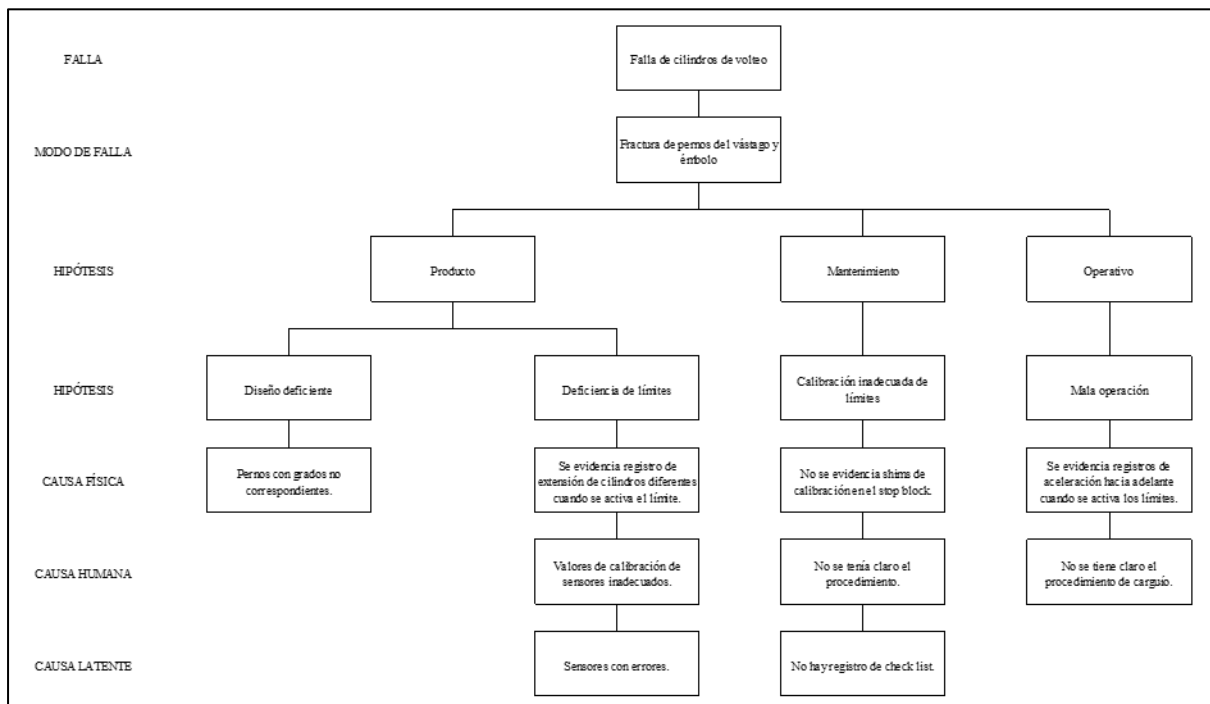 FALLA
Falla de cilindros de volteo
MODO DE FALLA
Fractura de pernos del vástago y
émbolo
HIPÓTESIS
Producto
Mantenimiento
Operativo
HIPÓTESIS
Diseño deficiente
Deficiencia de límites
Calibración inadecuada de
límites
Mala operación
CAUSA FÍSICA
Pernos con grados no
correspondientes.
Se evidencia registro de
extensión de cilindros diferentes
cuando se activa el límite.
No se evidencia shims de
calibración en el stop block.
Se evidencia registros de
aceleración hacia adelante
cuando se activa los límites.
CAUSA HUMANA
Valores de calibración de
sensores inadecuados.
No se tenía claro el
procedimiento.
No se tiene claro el
procedimiento de carguío.
CAUSA LATENTE
Sensores con errores.
No hay registro de check list.